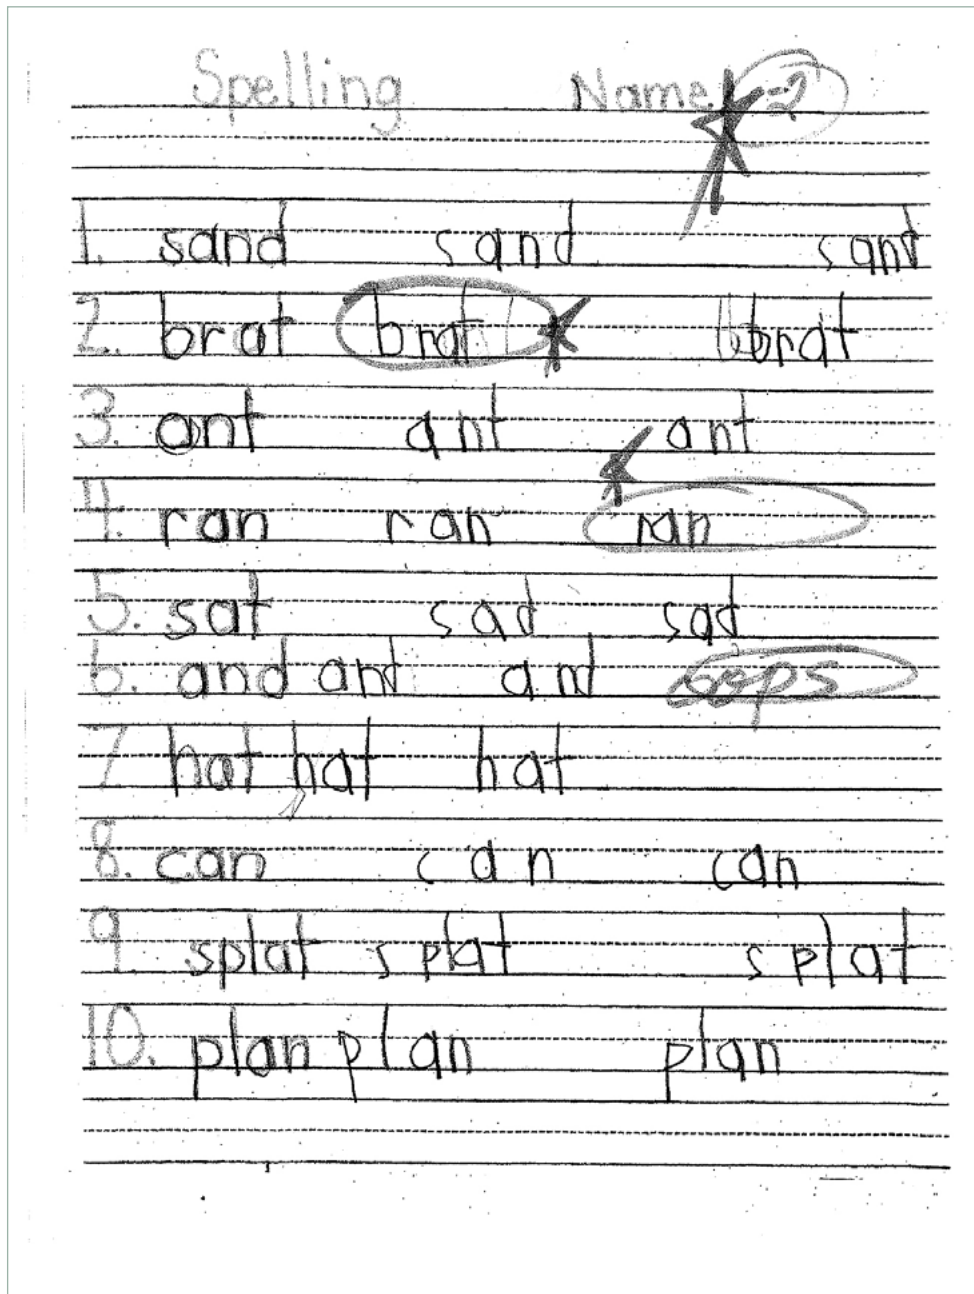 Spelling Name -2
1. sand sand sand
2. brat brat brat
3. ant ant ant
4. ran ran ran
5. sat sad sad
6. and and and oops
7 hat hat hat
8. can can can
9. splat splat splat
10. plan plan plan